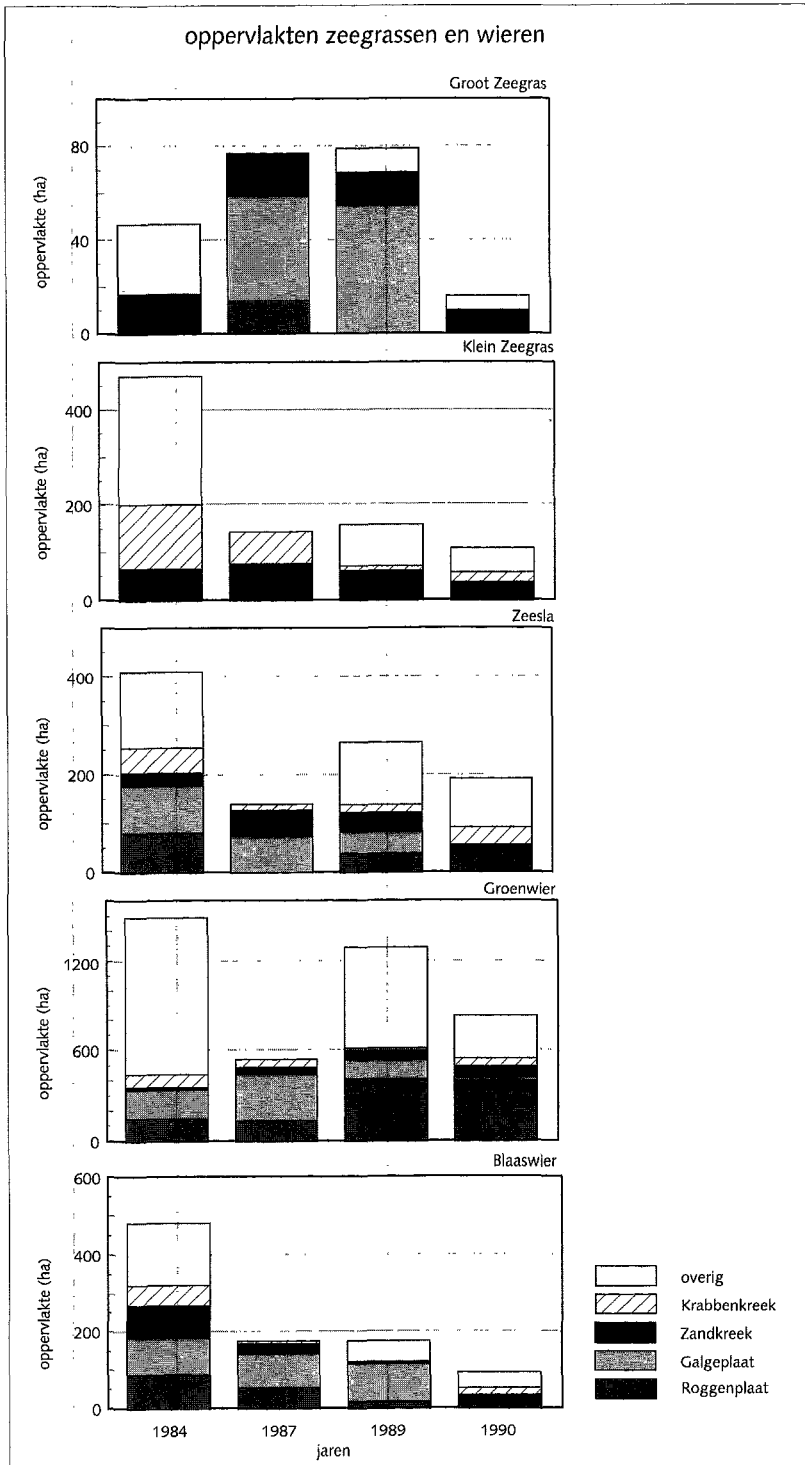 oppervlakten zeegrassen en wieren
Groot Zeegras
80
40
0
oppervlakte (ha)
Klein Zeegras
400
200
0
oppervlakte (ha)
Zeesla
400
200
0
oppervlakte (ha)
Groenwier
1200
600
0
oppervlakte (ha)
Blaaswier
600
400
200
0
oppervlakte (ha)
1984 1987 1989 1990
jaren
overig
Krabbenkreek
Zandkreek
Galgeplaat
Roggenplaat